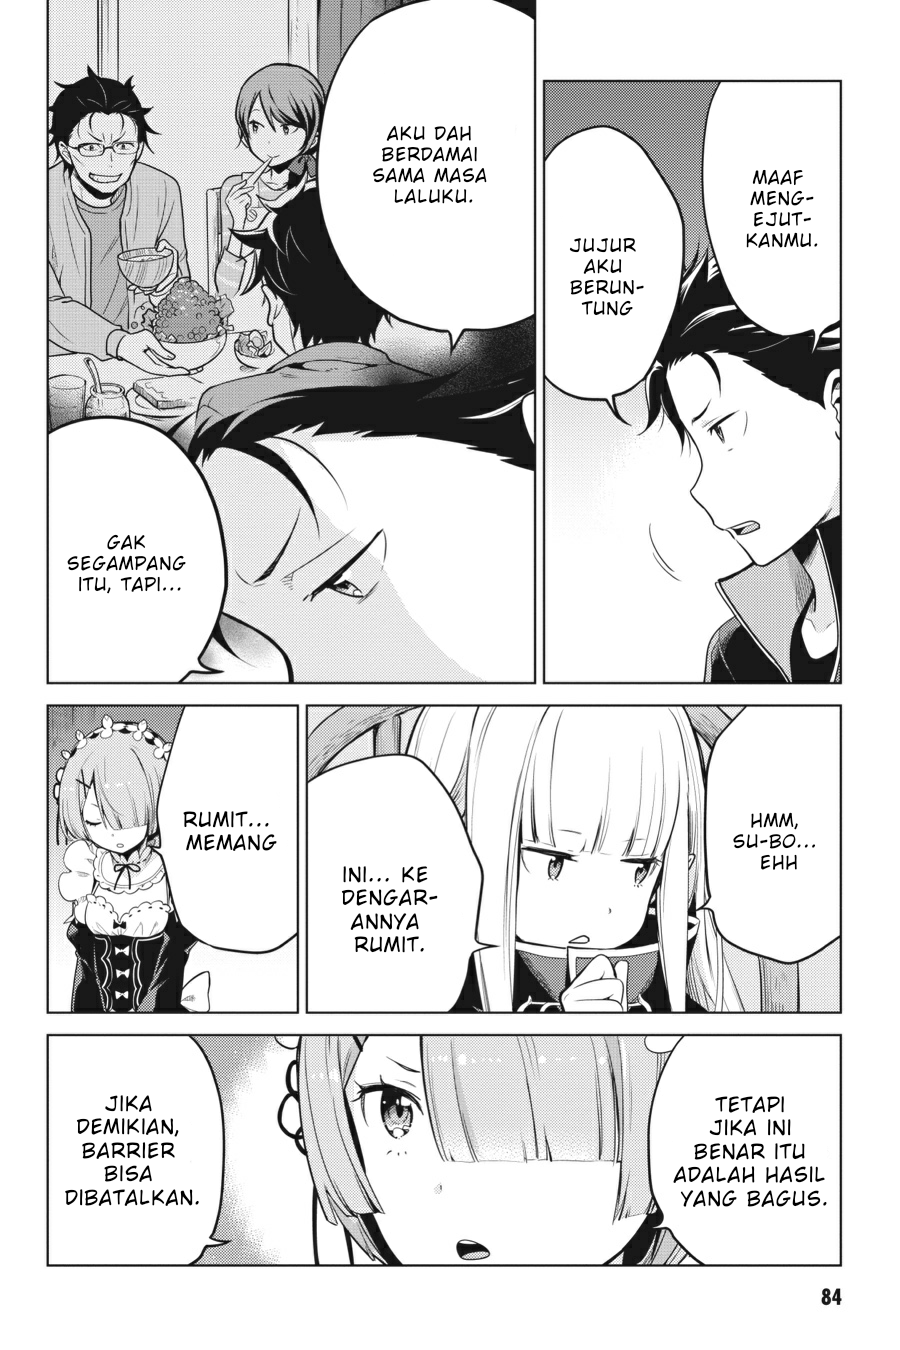 MAAF
MENG-
EJUT-
KANMU.
JUJUR
AKU
BERUN-
TUNG
AKU DAH
BERDAMAI
SAMA MASA
LALUKU.
GAK
SEGAMPANG
ITU, TAPI...
HMM,
SU-BO...
EHH
INI... KE
DENGAR-
ANNYA
RUMIT.
RUMIT...
MEMANG
TETAPI
JIKA INI
BENAR ITU
ADALAH HASIL
YANG BAGUS.
JIKA
DEMIKIAN,
BARRIER
BISA
DIBATALKAN.
84